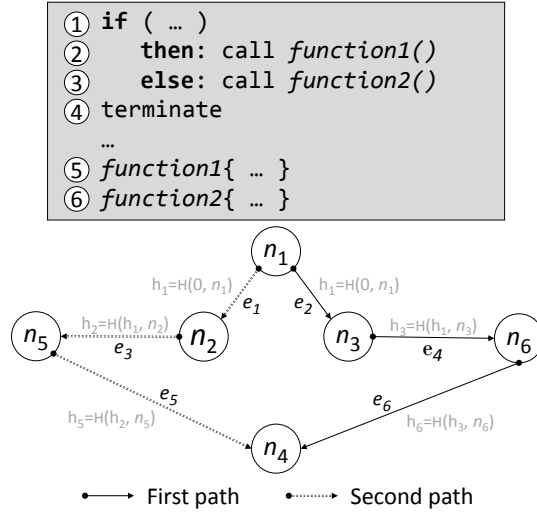 ① if ( … )
② then: call function1()
③ else: call function2()
④ terminate
…
⑤ function1{ … }
⑥ function2{ … }
n1
h1=H(0, n1)
h1=H(0, n1)
e1
e2
h2=H(h1, n2)
h3=H(h1, n3)
n5
n2
n3
n6
e3
e4
e5
e6
h5=H(h2, n5)
h6=H(h3, n6)
n4
First path
Second path